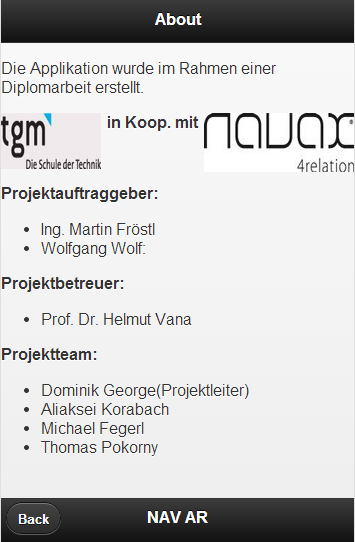 About
Die Applikation wurde im Rahmen einer
Diplomarbeit erstellt.
tgm in Koop. mit navax®
Die Schule der Technik 4relation
Projektauftraggeber:
• Ing. Martin Fröstl
• Wolfgang Wolf:
Projektbetreuer:
• Prof. Dr. Helmut Vana
Projektteam:
• Dominik George(Projektleiter)
• Aliaksei Korabach
• Michael Fegerl
• Thomas Pokorny
Back NAV AR